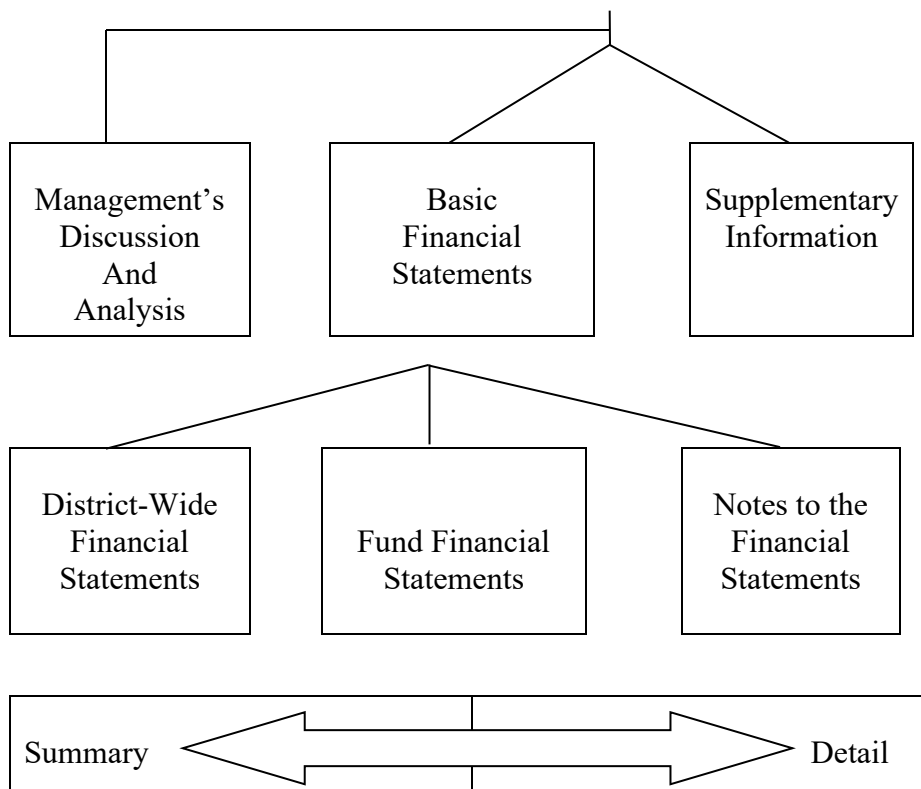 Management’s
Discussion
And
Analysis
Basic
Financial
Statements
Supplementary
Information
District-Wide
Financial
Statements
Fund Financial
Statements
Notes to the
Financial
Statements
Summary
Detail